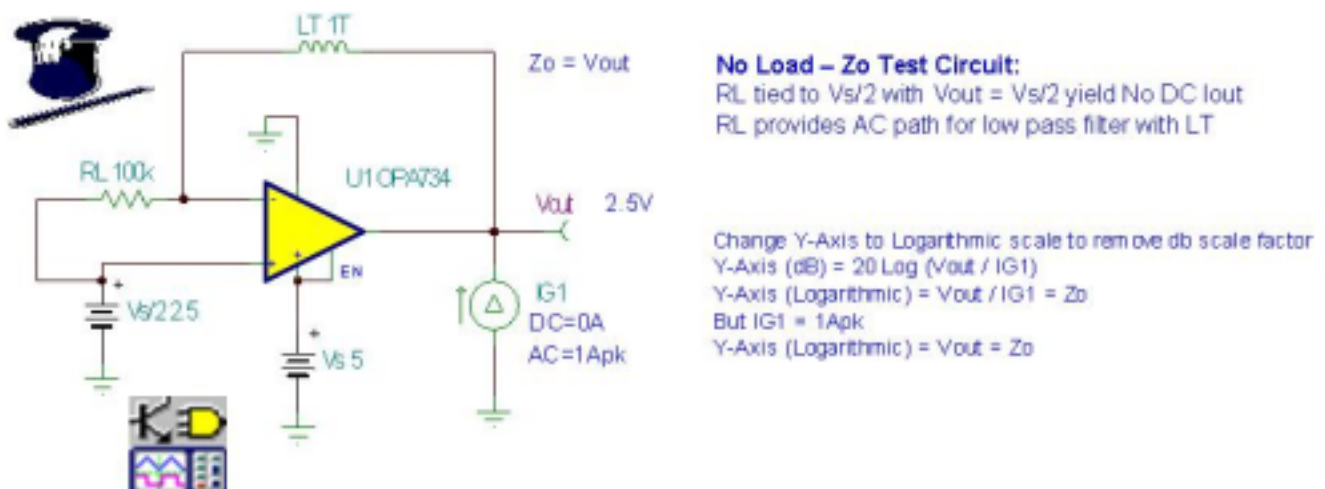 LT 1T
Zo = Vout
No Load – Zo Test Circuit:
RL tied to Vs/2 with Vout = Vs/2 yield No DC Iout
RL provides AC path for low pass filter with LT
RL 100k
U1 OPA734
Vout 2.5V
EN
Vs/2 2.5
Vs 5
IG1
DC=0A
AC=1Apk
Change Y-Axis to Logarithmic scale to remove db scale factor
Y-Axis (dB) = 20 Log (Vout / IG1)
Y-Axis (Logarithmic) = Vout / IG1 = Zo
But IG1 = 1Apk
Y-Axis (Logarithmic) = Vout = Zo